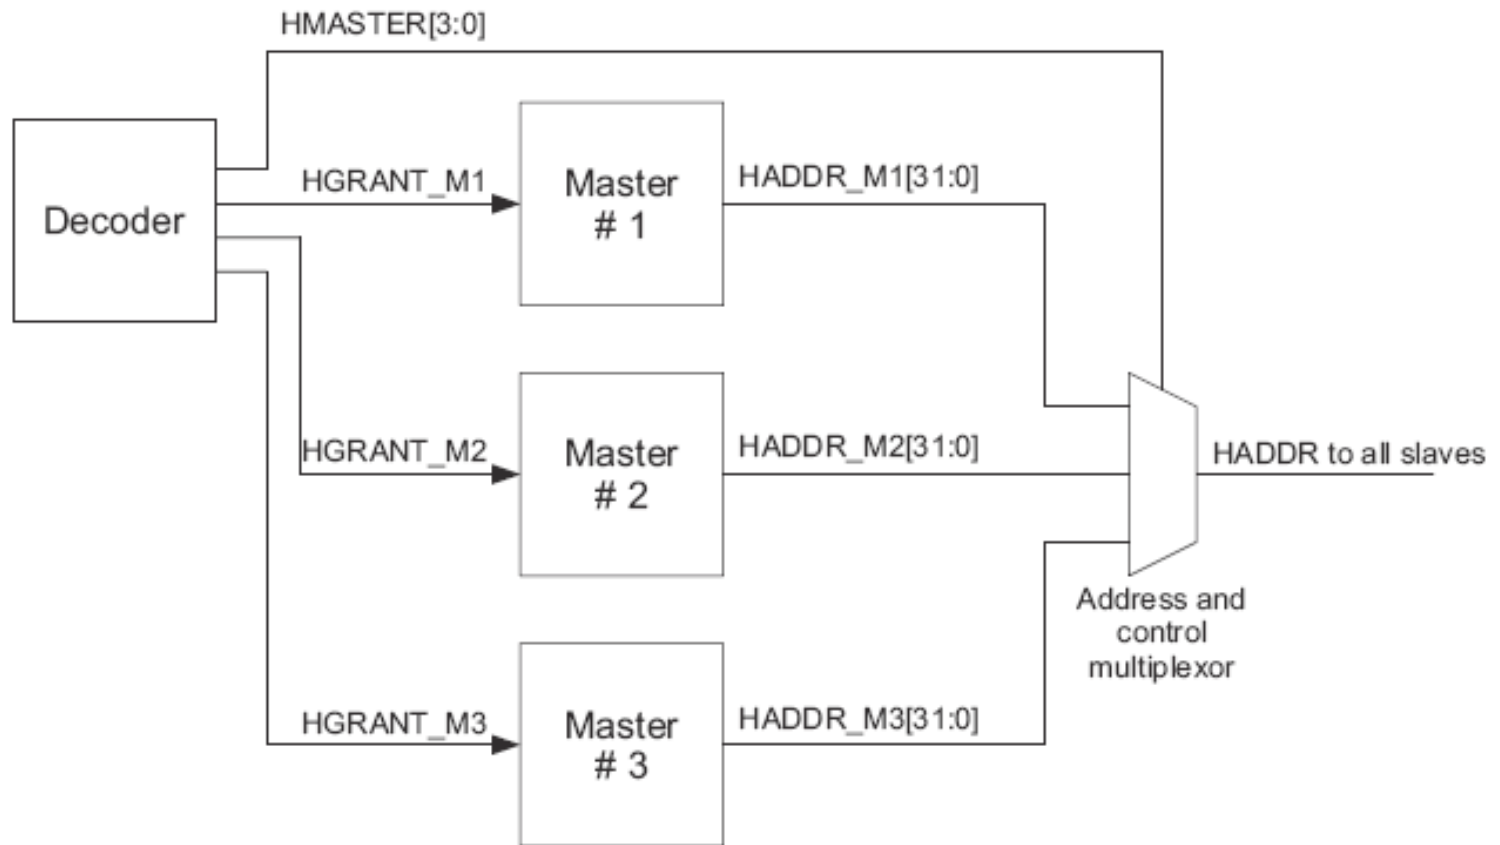 HMASTER[3:0]
Decoder
HGRANT_M1
Master
# 1
HADDR_M1[31:0]
HGRANT_M2
Master
# 2
HADDR_M2[31:0]
HADDR to all slaves
Address and
control
multiplexor
HGRANT_M3
Master
# 3
HADDR_M3[31:0]